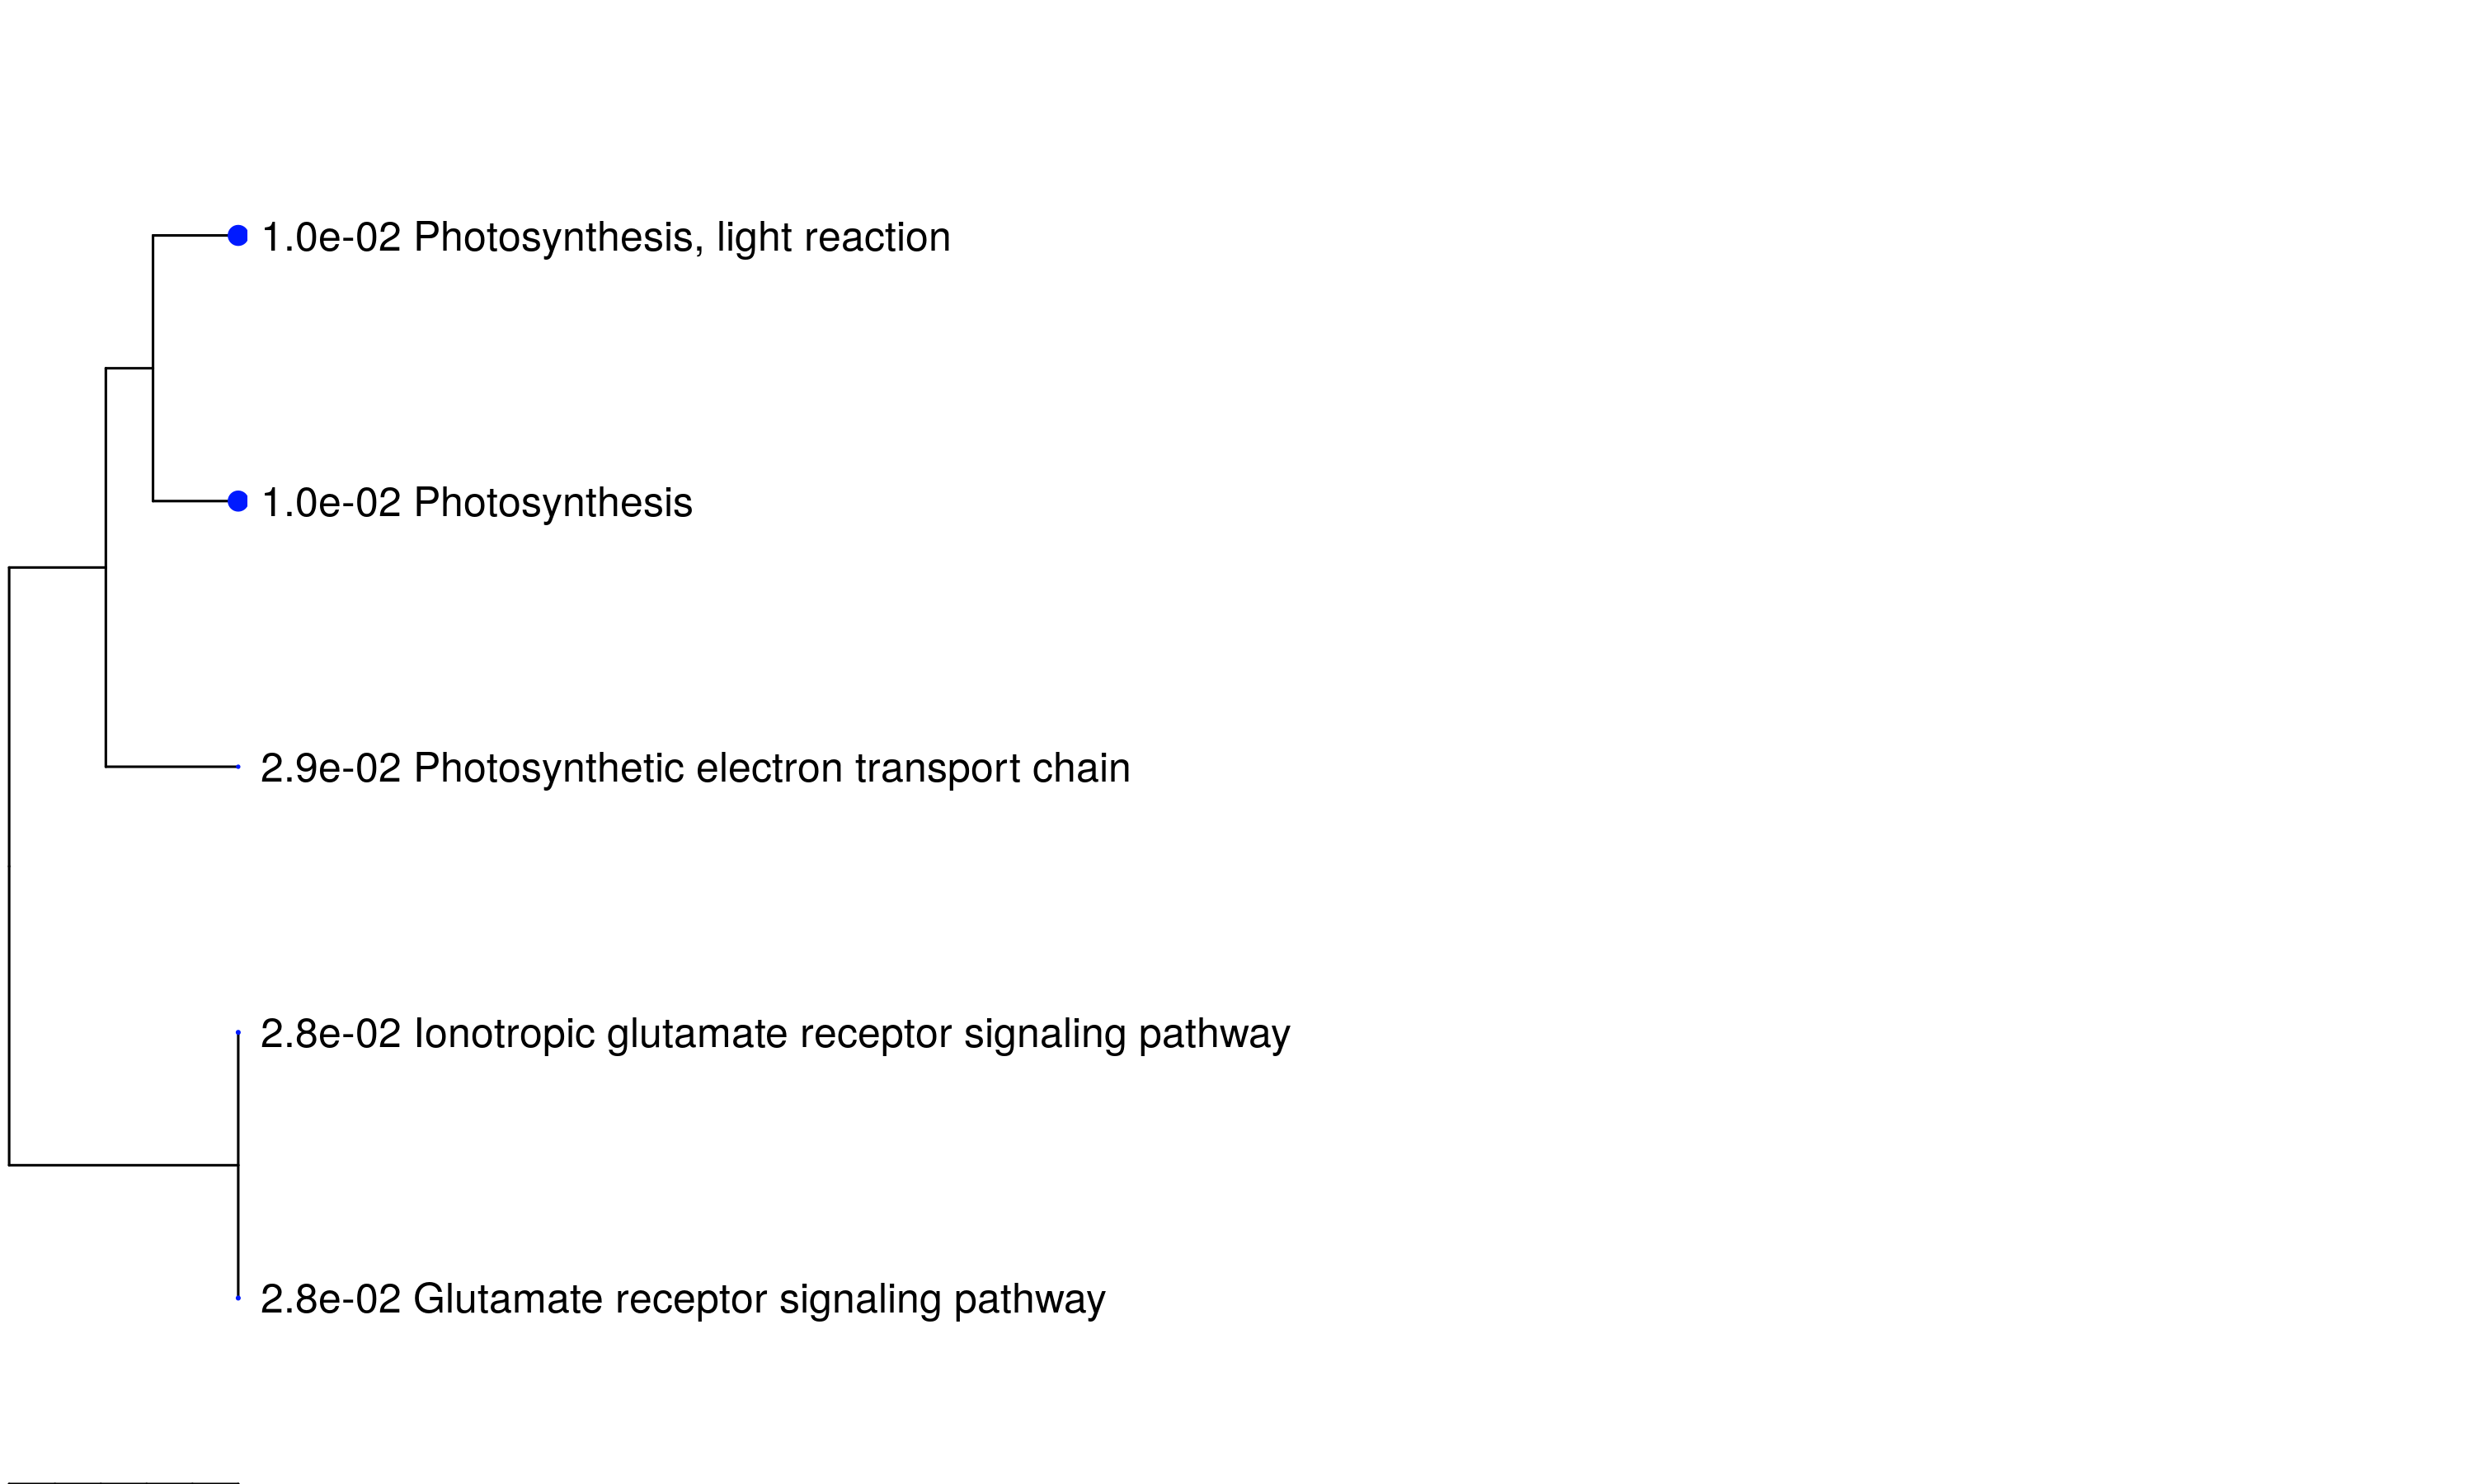 1.0e-02 Photosynthesis, light reaction
1.0e-02 Photosynthesis
2.9e-02 Photosynthetic electron transport chain
2.8e-02 Ionotropic glutamate receptor signaling pathway
2.8e-02 Glutamate receptor signaling pathway